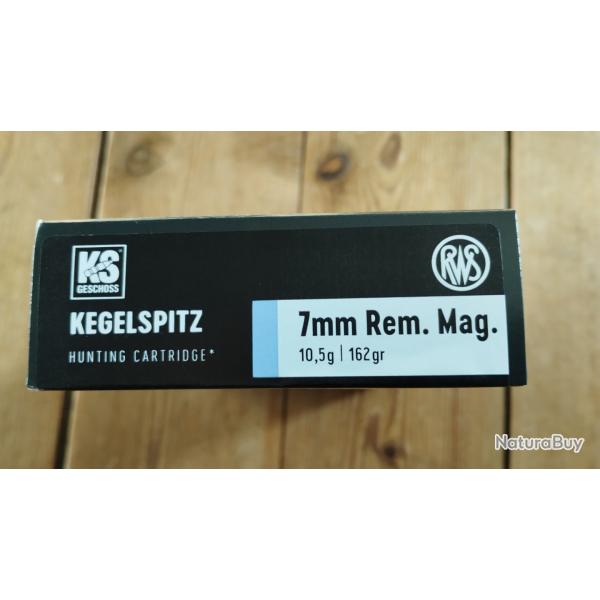 KS
GESCHOSS
KEGELSPITZ
HUNTING CARTRIDGE*
RWS
7mm Rem. Mag.
10,5g | 162gr
NaturaBuy